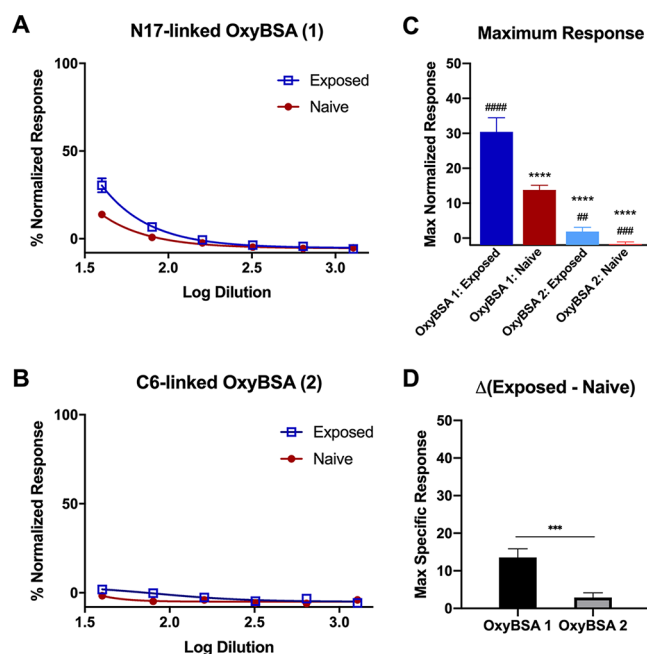 A
N17-linked OxyBSA (1)
% Normalized Response
100
50
0
Exposed
Naive
1.5 2.0 2.5 3.0
Log Dilution
B
C6-linked OxyBSA (2)
% Normalized Response
100
50
0
Exposed
Naive
1.5 2.0 2.5 3.0
Log Dilution
C
Maximum Response
Max Normalized Response
50
40
30
20
10
0
####
****
****
##
****
###
OxyBSA 1: Exposed
OxyBSA 1: Naive
OxyBSA 2: Exposed
OxyBSA 2: Naive
D
Δ(Exposed - Naive)
Max Specific Response
50
40
30
20
10
0
***
OxyBSA 1 OxyBSA 2